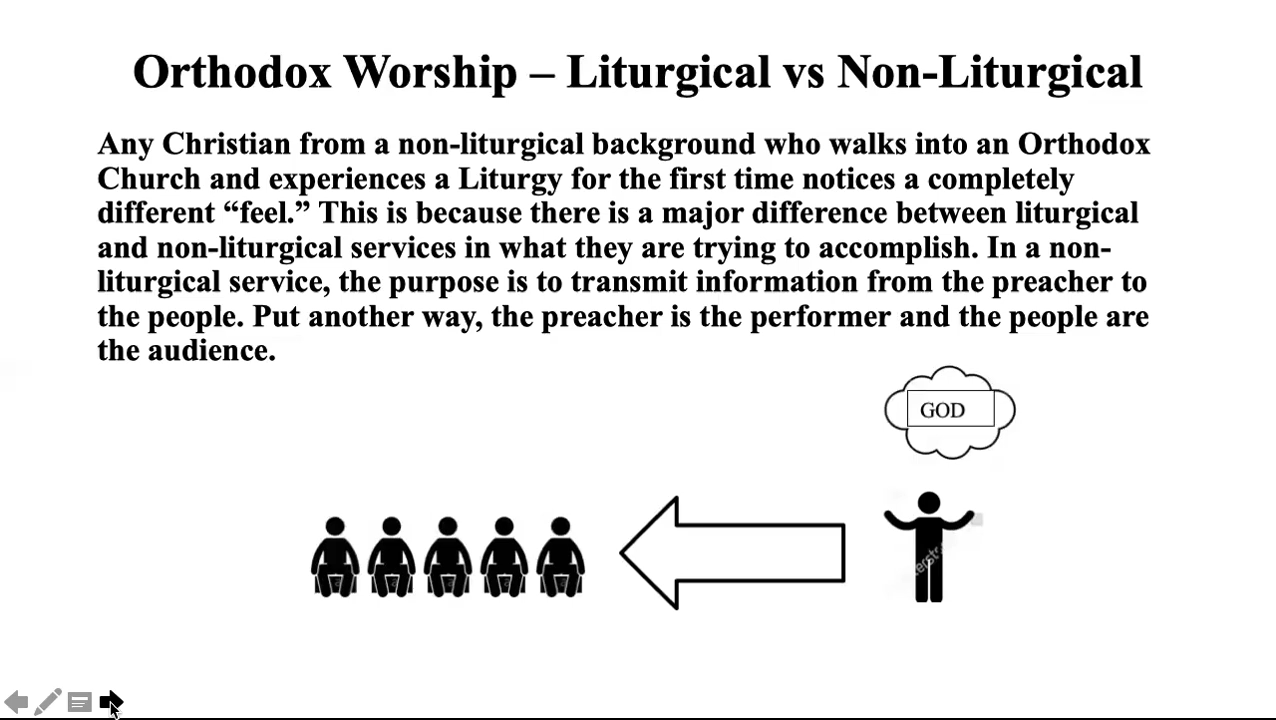 Orthodox Worship – Liturgical vs Non-Liturgical
Any Christian from a non-liturgical background who walks into an Orthodox
Church and experiences a Liturgy for the first time notices a completely
different “feel.” This is because there is a major difference between liturgical
and non-liturgical services in what they are trying to accomplish. In a non-
liturgical service, the purpose is to transmit information from the preacher to
the people. Put another way, the preacher is the performer and the people are
the audience.
GOD